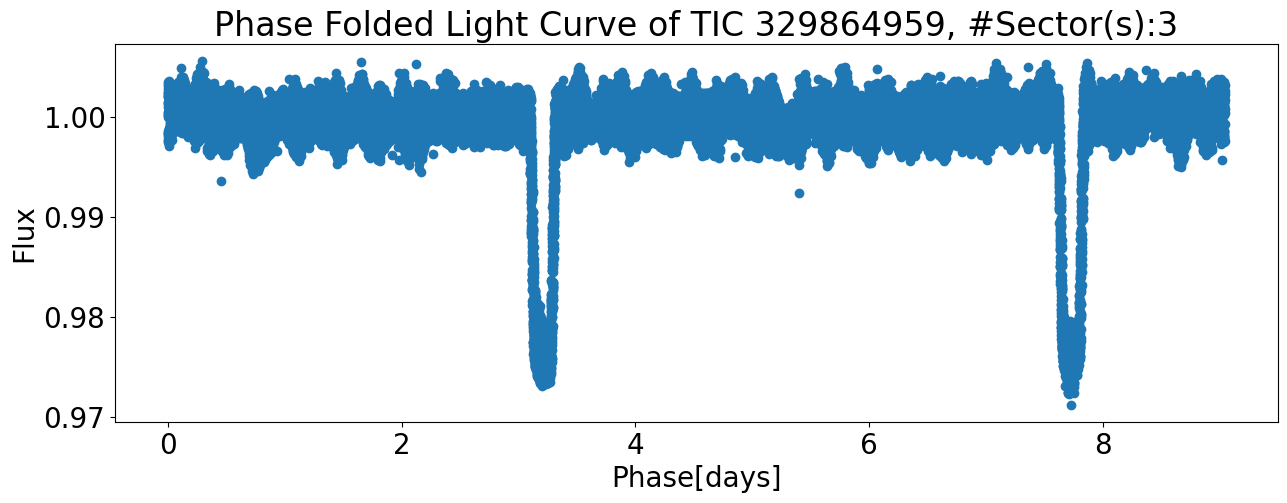 Phase Folded Light Curve of TIC 329864959, #Sector(s):3
1.00
0.99
0.98
0.97
Flux
0 2 4 6 8
Phase[days]